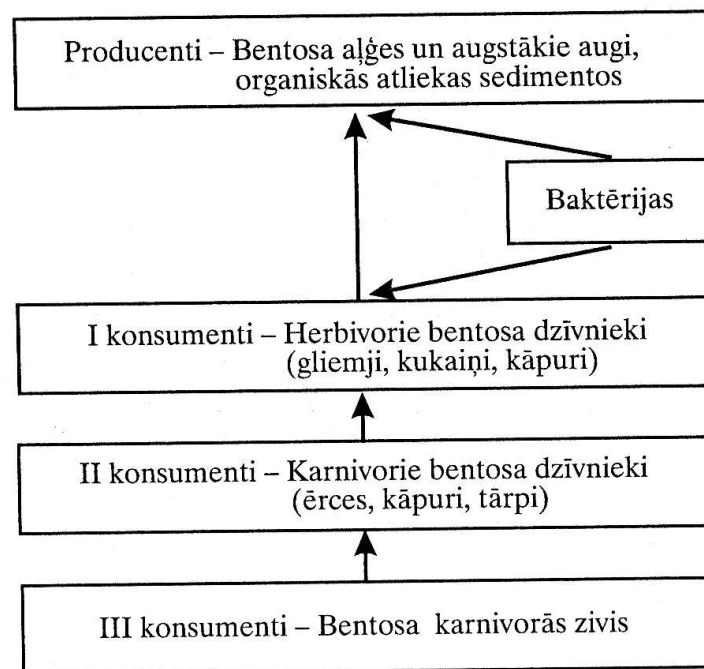 Producenti – Bentosa aļģes un augstākie augi,
organiskās atliekas sedimentos
Baktērijas
I konsumenti – Herbivorie bentosa dzīvnieki
(gliemji, kukaiņi, kāpuri)
II konsumenti – Karnivorie bentosa dzīvnieki
(ērces, kāpuri, tārpi)
III konsumenti – Bentosa karnivorās zivis